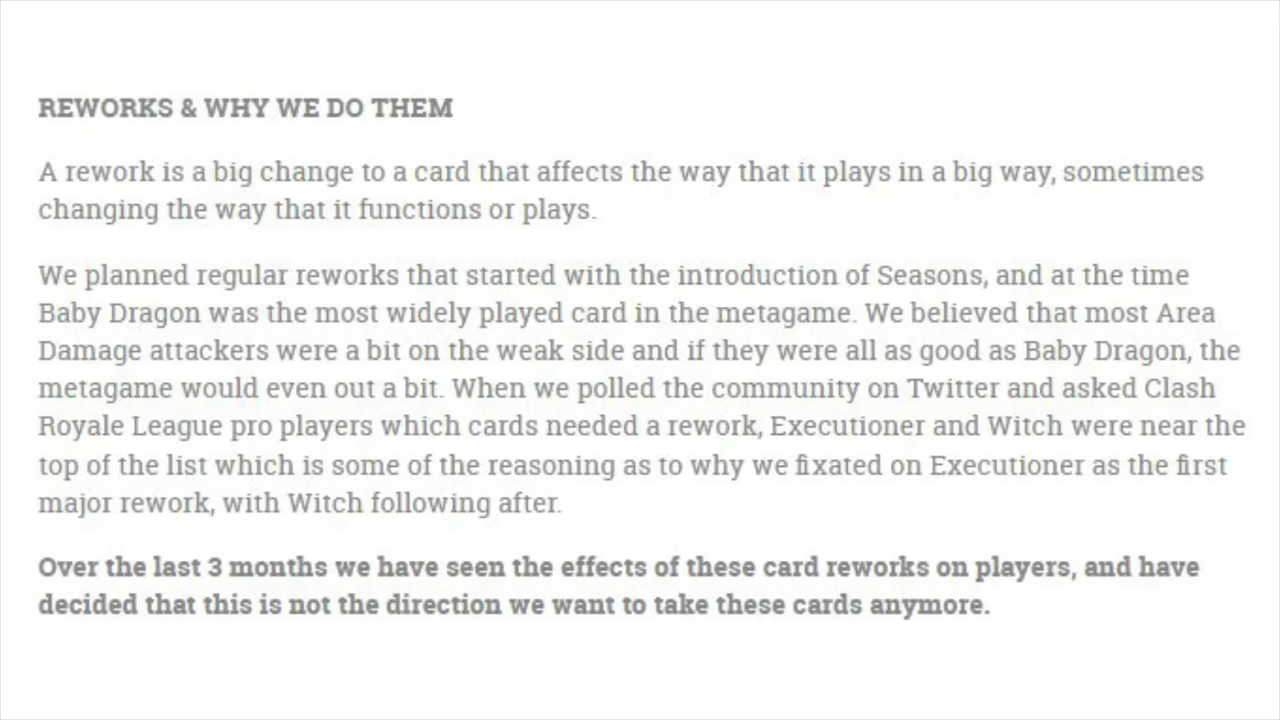 REWORKS & WHY WE DO THEM
A rework is a big change to a card that affects the way that it plays in a big way, sometimes
changing the way that it functions or plays.
We planned regular reworks that started with the introduction of Seasons, and at the time
Baby Dragon was the most widely played card in the metagame. We believed that most Area
Damage attackers were a bit on the weak side and if they were all as good as Baby Dragon, the
metagame would even out a bit. When we polled the community on Twitter and asked Clash
Royale League pro players which cards needed a rework, Executioner and Witch were near the
top of the list which is some of the reasoning as to why we fixated on Executioner as the first
major rework, with Witch following after.
Over the last 3 months we have seen the effects of these card reworks on players, and have
decided that this is not the direction we want to take these cards anymore.